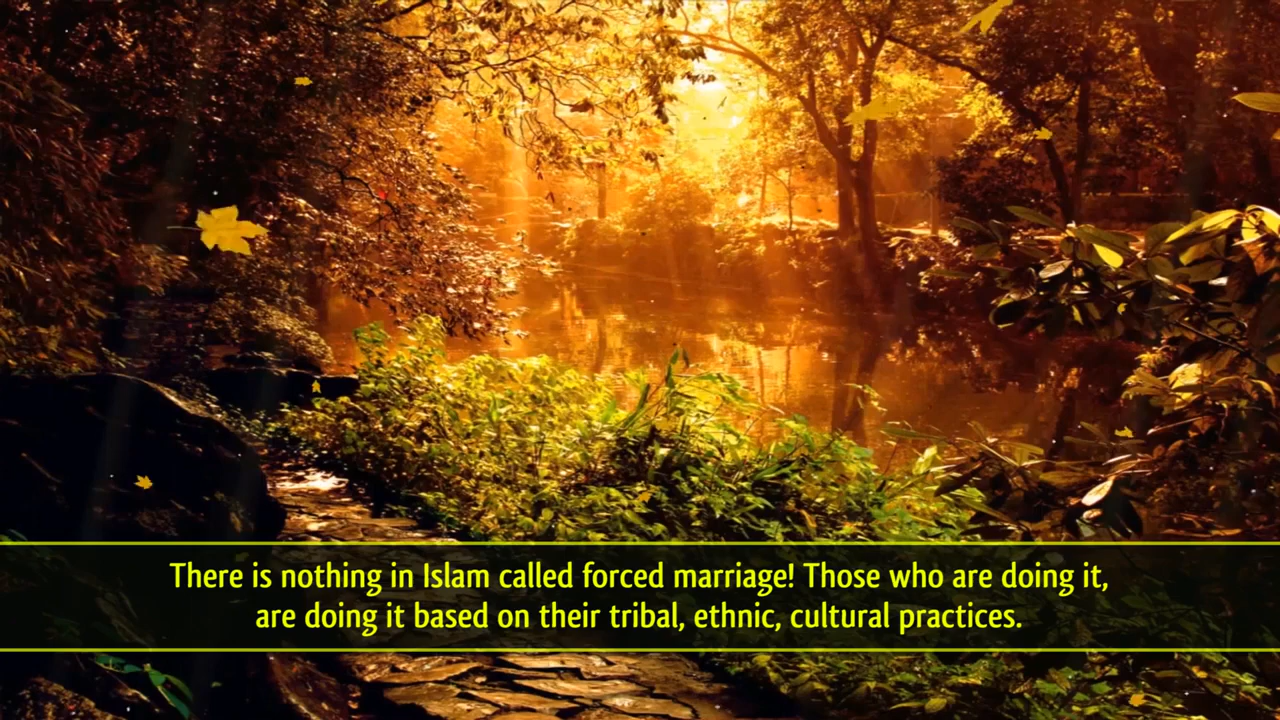 There is nothing in Islam called forced marriage! Those who are doing it,
are doing it based on their tribal, ethnic, cultural practices.